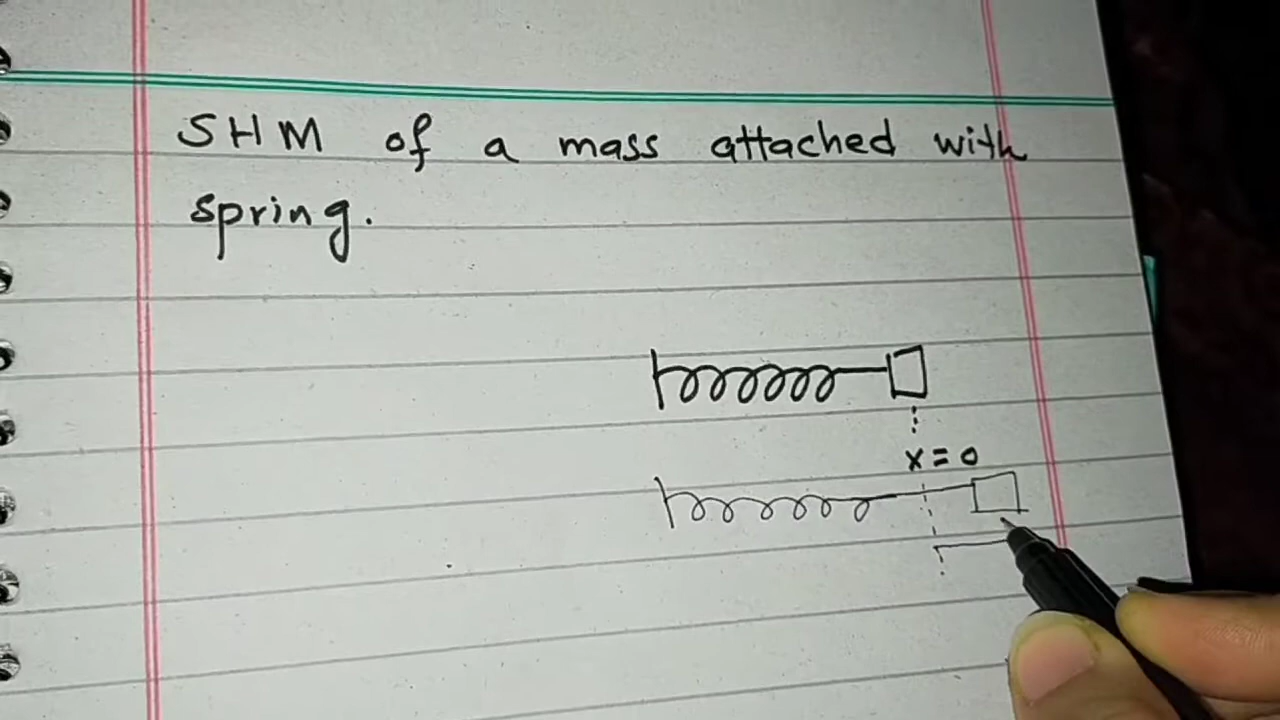 SHM of a mass attached with
spring.
x = 0